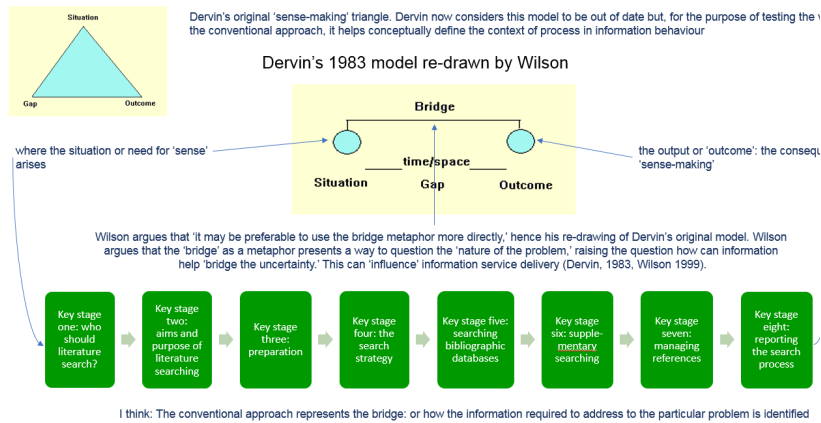 Situation
Gap
Outcome
Dervin's original 'sense-making' triangle. Dervin now considers this model to be out of date but, for the purpose of testing the
the conventional approach, it helps conceptually define the context of process in information behaviour
Dervin's 1983 model re-drawn by Wilson
Bridge
time/space
Situation
Gap
Outcome
where the situation or need for 'sense'
arises
the output or 'outcome': the
'sense-making'
Wilson argues that 'it may be preferable to use the bridge metaphor more directly,' hence his re-drawing of Dervin's original model. Wilson
argues that the 'bridge' as a metaphor presents a way to question the 'nature of the problem,' raising the question how can information
help 'bridge the uncertainty.' This can 'influence' information service delivery (Dervin, 1983, Wilson 1999).
Key stage
one: who
should
literature
search?
Key stage
two:
aims and
purpose of
literature
searching
Key stage
three:
preparation
Key stage
four: the
search
strategy
Key stage five:
searching
bibliographic
databases
Key stage
six: supple-
mentary
searching
Key stage
seven:
managing
references
Key stage
eight:
reporting
the search
process
I think: The conventional approach represents the bridge: or how the information required to address to the particular problem is identified